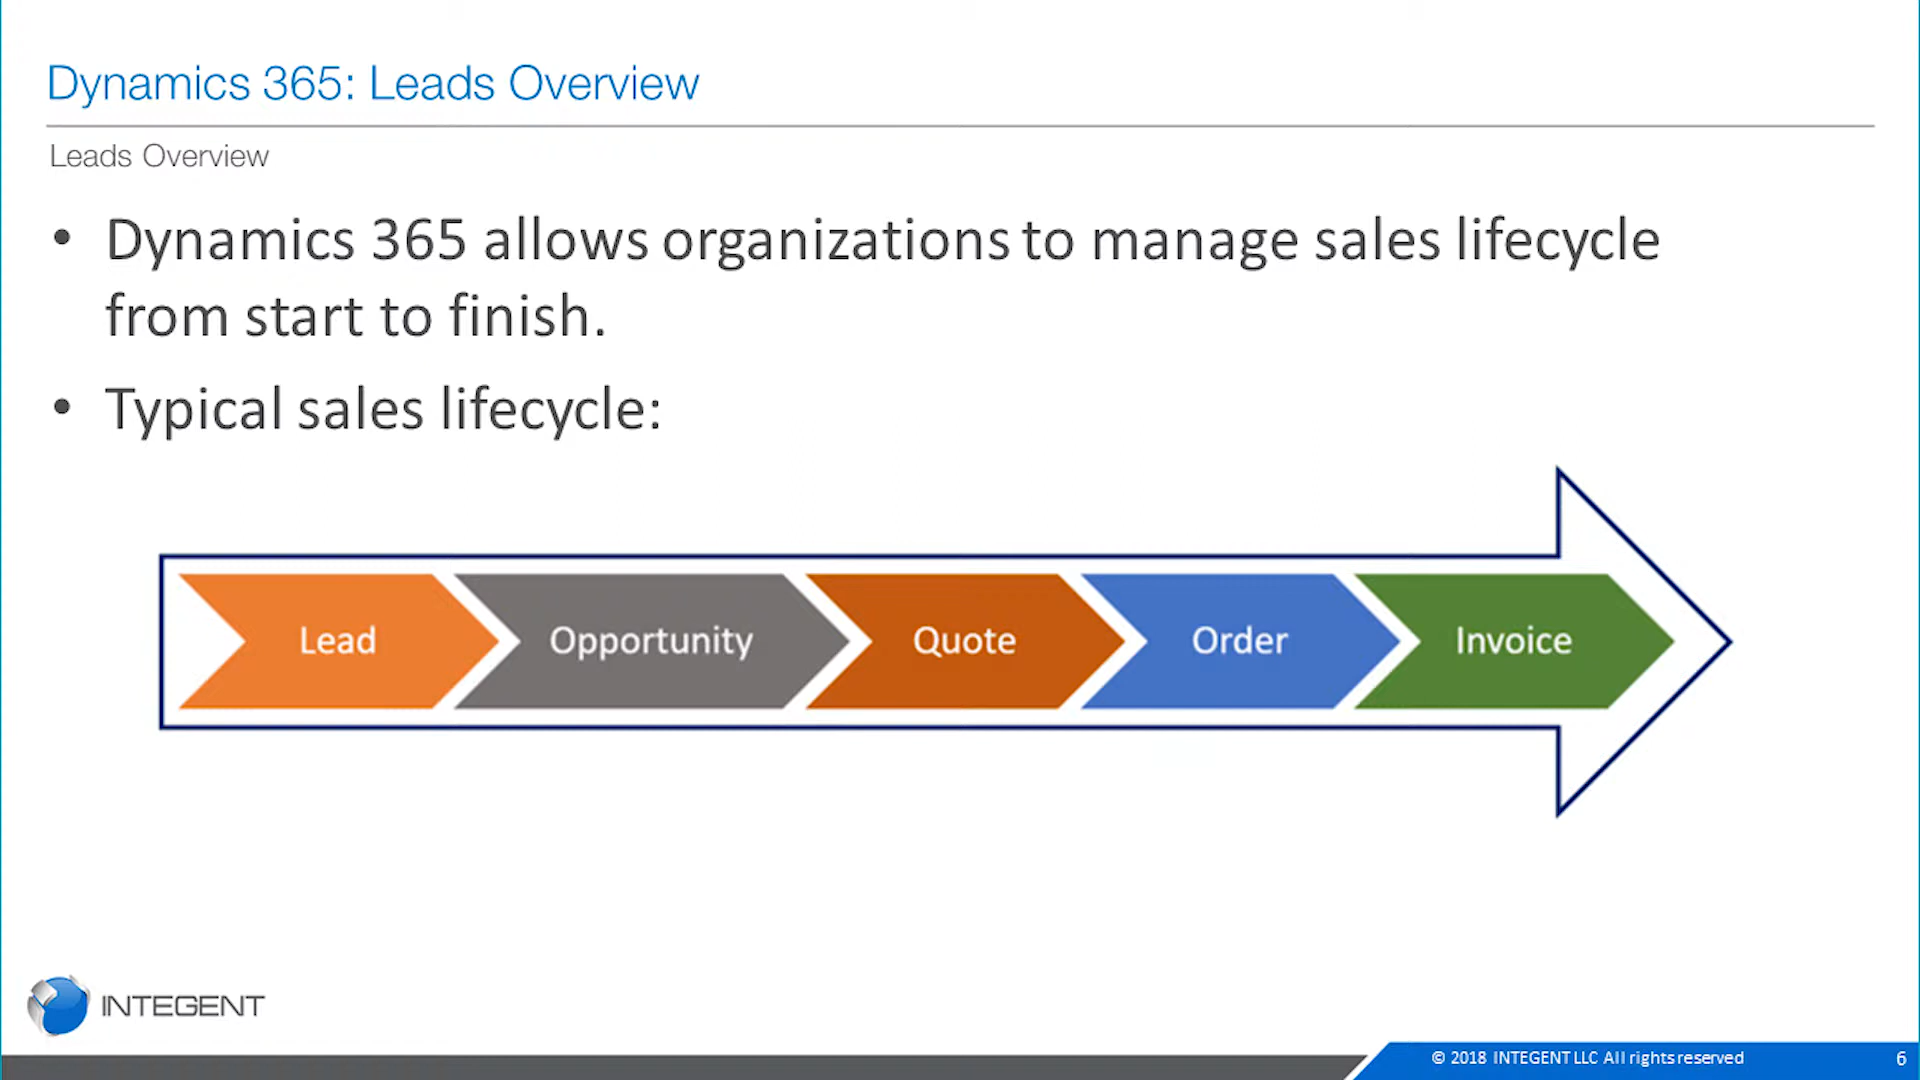 Dynamics 365: Leads Overview
Leads Overview
• Dynamics 365 allows organizations to manage sales lifecycle
from start to finish.
• Typical sales lifecycle:
Lead
Opportunity
Quote
Order
Invoice
INTEGENT
© 2018 INTEGENT LLC All rights reserved
6